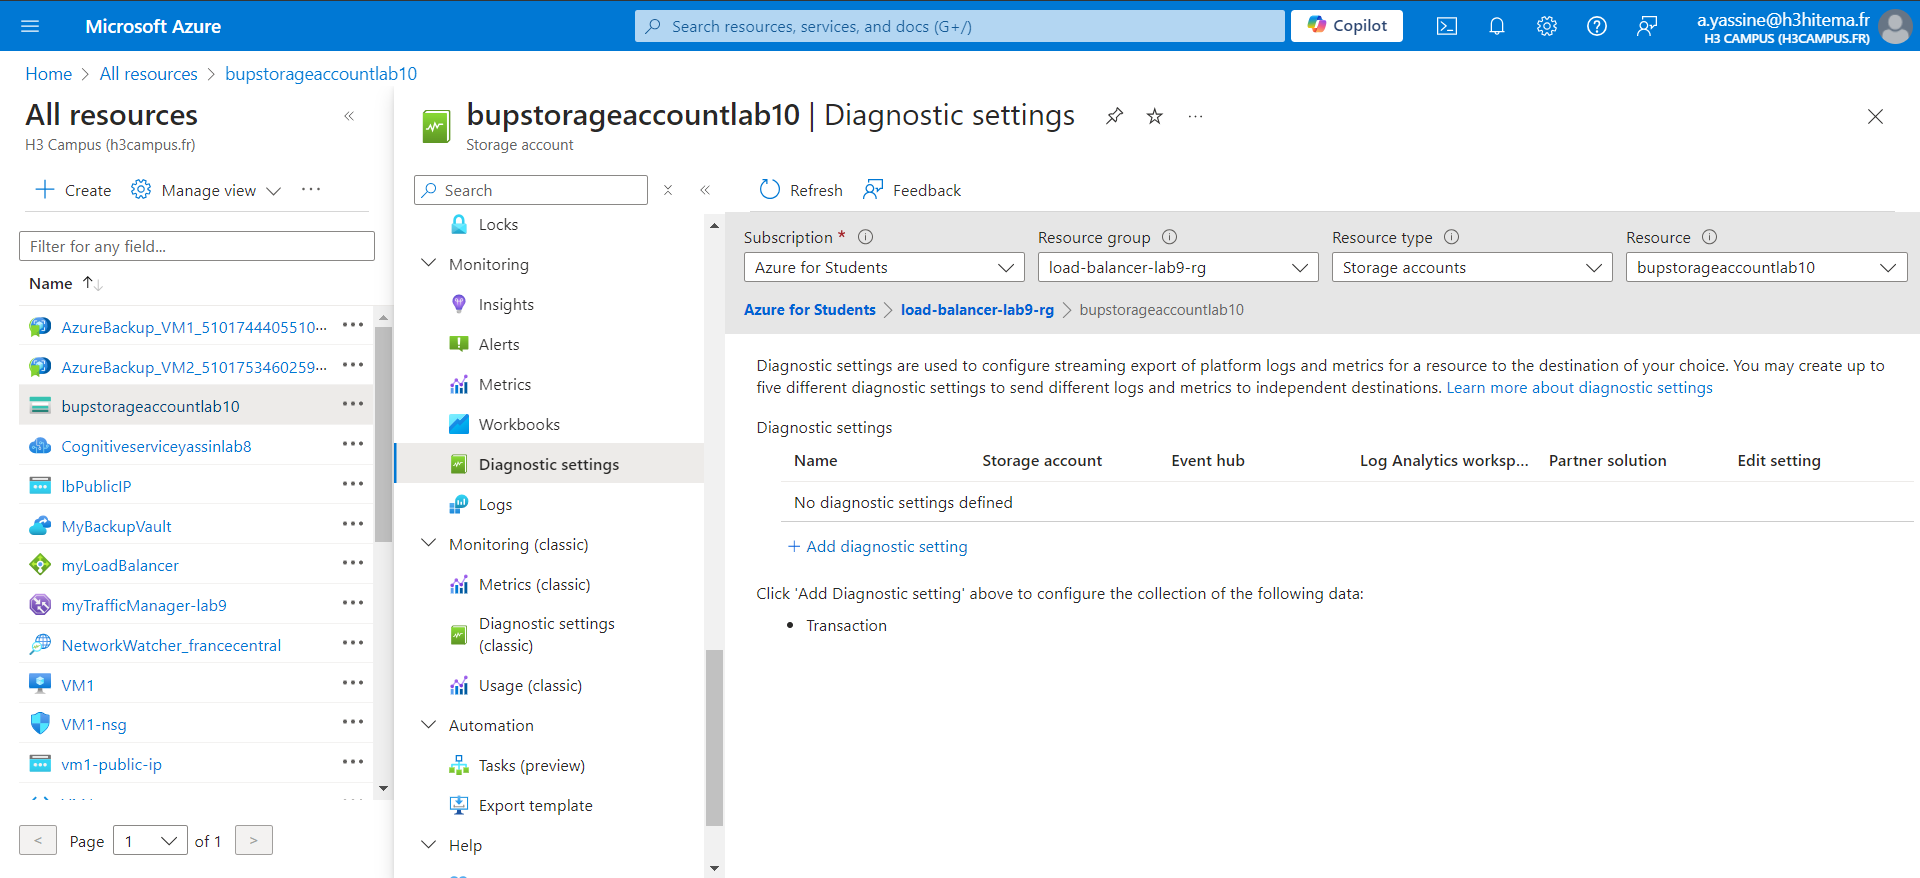 Microsoft Azure
Search resources, services, and docs (G+/)
Copilot
a.yassine@h3hitema.fr
H3 CAMPUS (H3CAMPUS.FR)
Home > All resources > bupstorageaccountlab10
All resources
H3 Campus (h3campus.fr)
Create
Manage view
Filter for any field...
Name
AzureBackup_VM1_5101744405510···
AzureBackup_VM2_5101753460259···
bupstorageaccountlab10
Cognitiveserviceyassinlab8
lbPublicIP
MyBackupVault
myLoadBalancer
myTrafficManager-lab9
NetworkWatcher_francecentral
VM1
VM1-nsg
vm1-public-ip
< Page 1 of 1 >
bupstorageaccountlab10 | Diagnostic settings
Storage account
Search
Locks
Monitoring
Insights
Alerts
Metrics
Workbooks
Diagnostic settings
Logs
Monitoring (classic)
Metrics (classic)
Diagnostic settings
(classic)
Usage (classic)
Automation
Tasks (preview)
Export template
Help
Refresh
Feedback
Subscription *
Resource group
Resource type
Resource
Azure for Students
load-balancer-lab9-rg
Storage accounts
bupstorageaccountlab10
Azure for Students > load-balancer-lab9-rg > bupstorageaccountlab10
Diagnostic settings are used to configure streaming export of platform logs and metrics for a resource to the destination of your choice. You may create up to
five different diagnostic settings to send different logs and metrics to independent destinations. Learn more about diagnostic settings
Diagnostic settings
Name Storage account Event hub Log Analytics worksp... Partner solution Edit setting
No diagnostic settings defined
+ Add diagnostic setting
Click 'Add Diagnostic setting' above to configure the collection of the following data:
• Transaction